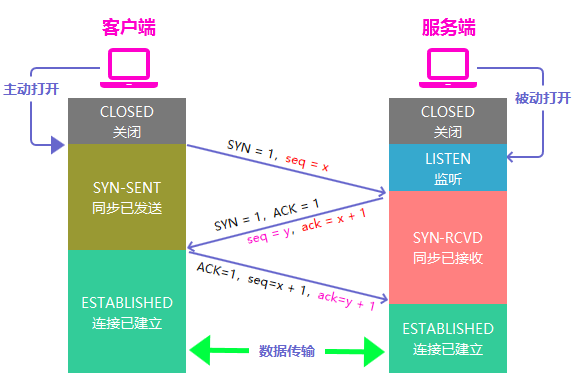 客户端
服务端
主动打开
被动打开
CLOSED
关闭
CLOSED
关闭
SYN = 1, seq = x
LISTEN
监听
SYN-SENT
同步已发送
SYN = 1, ACK = 1
seq = y, ack = x + 1
SYN-RCVD
同步已接收
ACK=1, seq=x + 1, ack=y + 1
ESTABLISHED
连接已建立
ESTABLISHED
连接已建立
数据传输